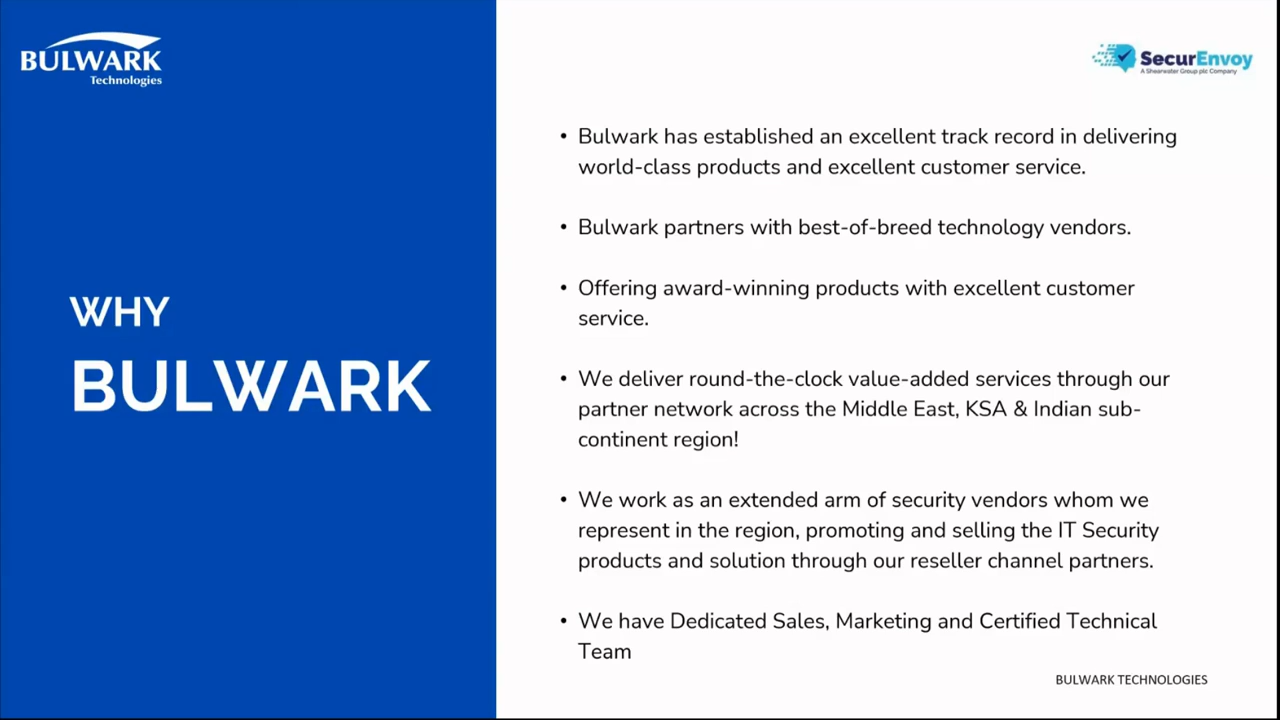 BULWARK
Technologies
SecurEnvoy
A Shearwater Group plc Company
WHY
BULWARK
• Bulwark has established an excellent track record in delivering
world-class products and excellent customer service.
• Bulwark partners with best-of-breed technology vendors.
• Offering award-winning products with excellent customer
service.
• We deliver round-the-clock value-added services through our
partner network across the Middle East, KSA & Indian sub-
continent region!
• We work as an extended arm of security vendors whom we
represent in the region, promoting and selling the IT Security
products and solution through our reseller channel partners.
• We have Dedicated Sales, Marketing and Certified Technical
Team
BULWARK TECHNOLOGIES